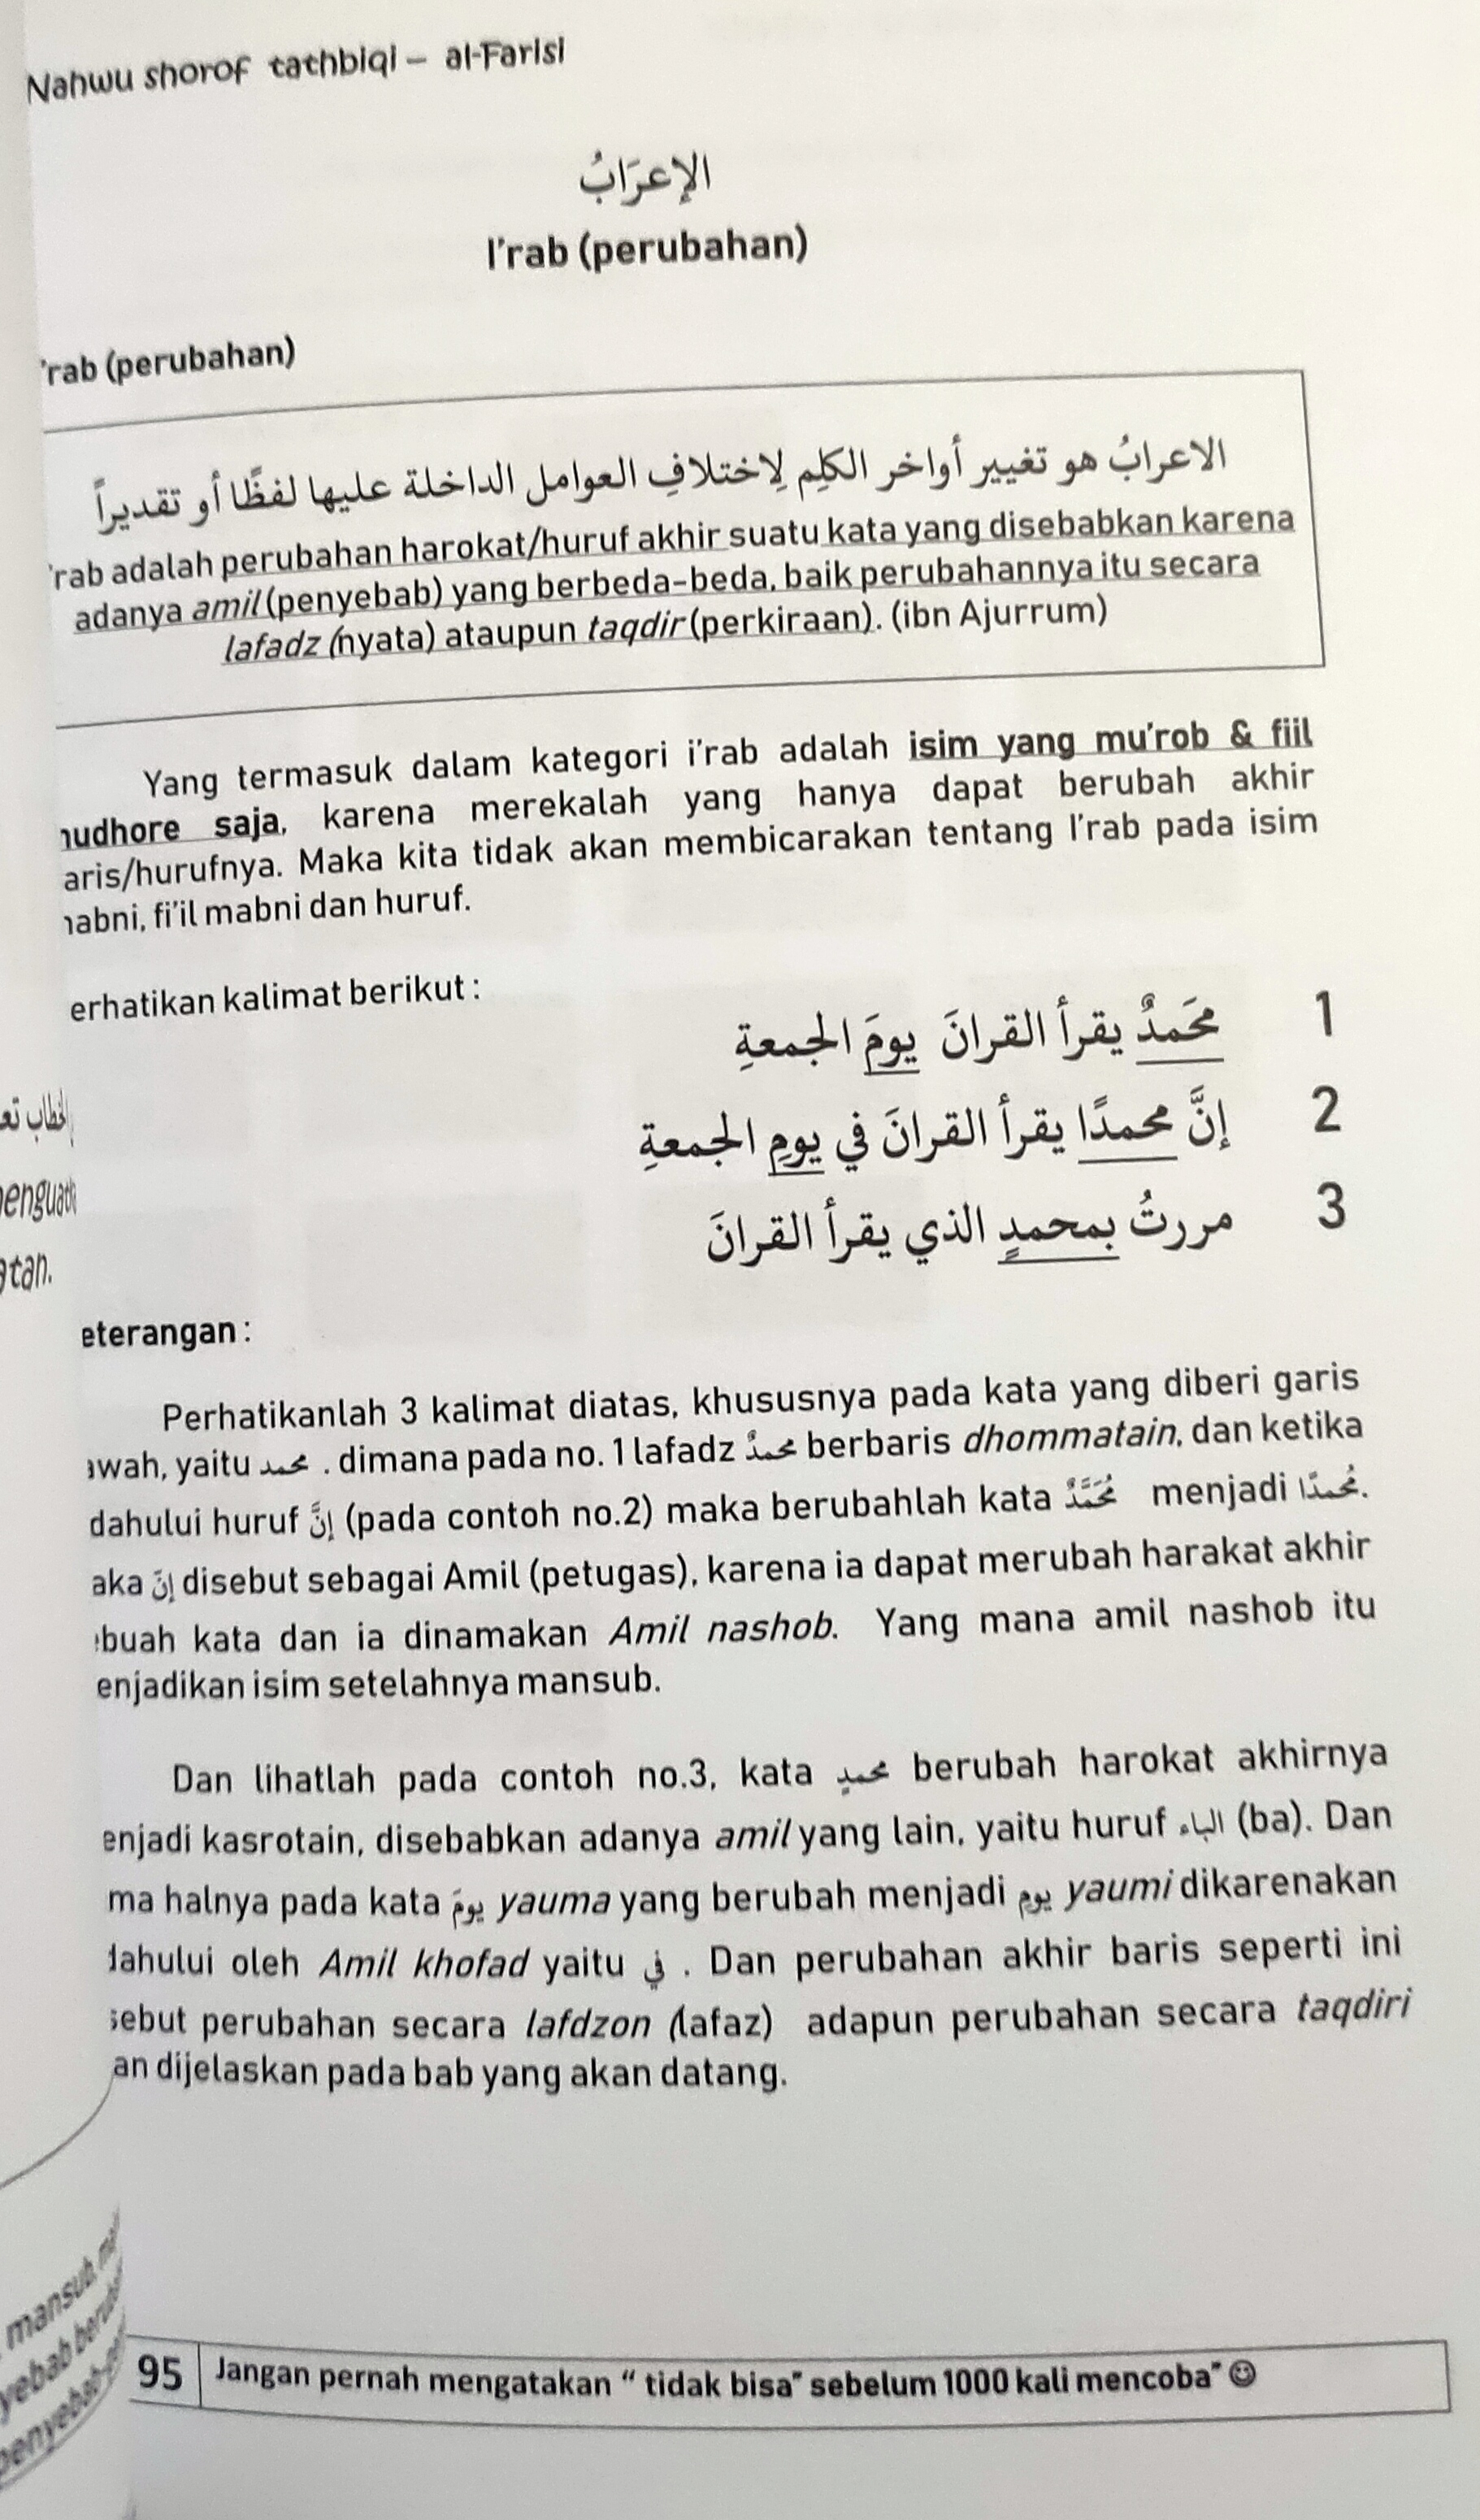 Nahwu shorof tathbiqi – al-Farisi
الإعرَابُ
I'rab (perubahan)
'rab (perubahan)
الاعرابُ هو تغيير أواخر الكلِم لِاختلافِ العوامل الداخلة عليها لفظًا أو تقديراً
'rab adalah perubahan harokat/huruf akhir suatu kata yang disebabkan karena
adanya amil (penyebab) yang berbeda-beda, baik perubahannya itu secara
lafadz (nyata) ataupun taqdir (perkiraan). (ibn Ajurrum)
Yang termasuk dalam kategori i'rab adalah isim yang mu'rob & fiil
nudhore saja, karena merekalah yang hanya dapat berubah akhir
aris/hurufnya. Maka kita tidak akan membicarakan tentang I'rab pada isim
nabni, fi'il mabni dan huruf.
erhatikan kalimat berikut :
1 محَمدٌ يقرأ القرانَ يومَ الجمعةِ
2 إنَّ محمدًا يقرأ القرانَ في يومِ الجمعةِ
3 مررتُ بمحمدٍ الذي يقرأ القرانَ
eterangan :
Perhatikanlah 3 kalimat diatas, khususnya pada kata yang diberi garis
awah, yaitu محمد . dimana pada no. 1 lafadz محمدٌ berbaris dhommatain, dan ketika
dahului huruf إنَّ (pada contoh no.2) maka berubahlah kata مُحَمَّدٌ menjadi مُحمدًا.
aka إنّ disebut sebagai Amil (petugas), karena ia dapat merubah harakat akhir
ebuah kata dan ia dinamakan Amil nashob. Yang mana amil nashob itu
enjadikan isim setelahnya mansub.
Dan lihatlah pada contoh no.3, kata محمدٍ berubah harokat akhirnya
enjadi kasrotain, disebabkan adanya amil yang lain, yaitu huruf الباء (ba). Dan
ma halnya pada kata يومَ yauma yang berubah menjadi يومِ yaumi dikarenakan
dahului oleh Amil khofad yaitu في . Dan perubahan akhir baris seperti ini
sebut perubahan secara lafdzon (lafaz) adapun perubahan secara taqdiri
an dijelaskan pada bab yang akan datang.
95 Jangan pernah mengatakan “ tidak bisa” sebelum 1000 kali mencoba” ☺
الخطاب تعد
atan.
mansub, ma
yebab beruba